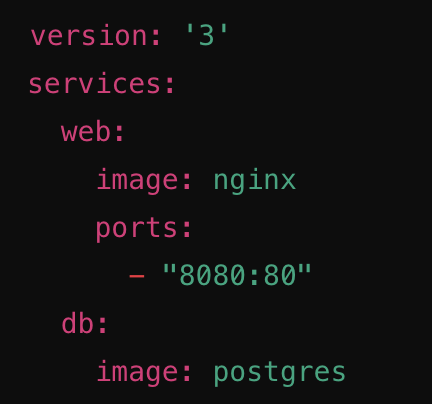 version: '3'
services:
  web:
    image: nginx
    ports:
      - "8080:80"
  db:
    image: postgres